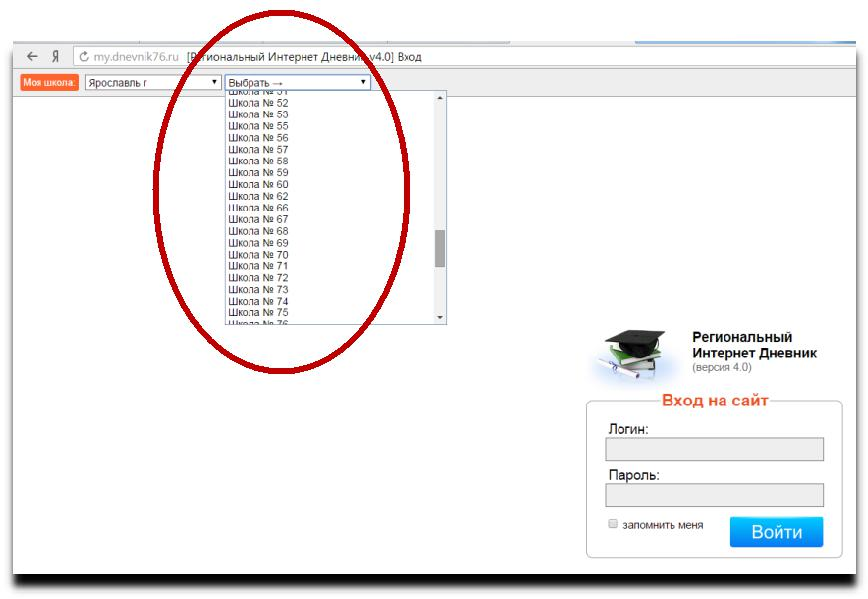 Я my.dnevnik76.ru [Региональный Интернет Дневник v4.0] Вход
Моя школа: Ярославль г Выбрать →
Школа № 51
Школа № 52
Школа № 53
Школа № 55
Школа № 56
Школа № 57
Школа № 58
Школа № 59
Школа № 60
Школа № 62
Школа № 66
Школа № 67
Школа № 68
Школа № 69
Школа № 70
Школа № 71
Школа № 72
Школа № 73
Школа № 74
Школа № 75
Школа № 76
Региональный
Интернет Дневник
(версия 4.0)
Вход на сайт
Логин:
Пароль:
запомнить меня
Войти